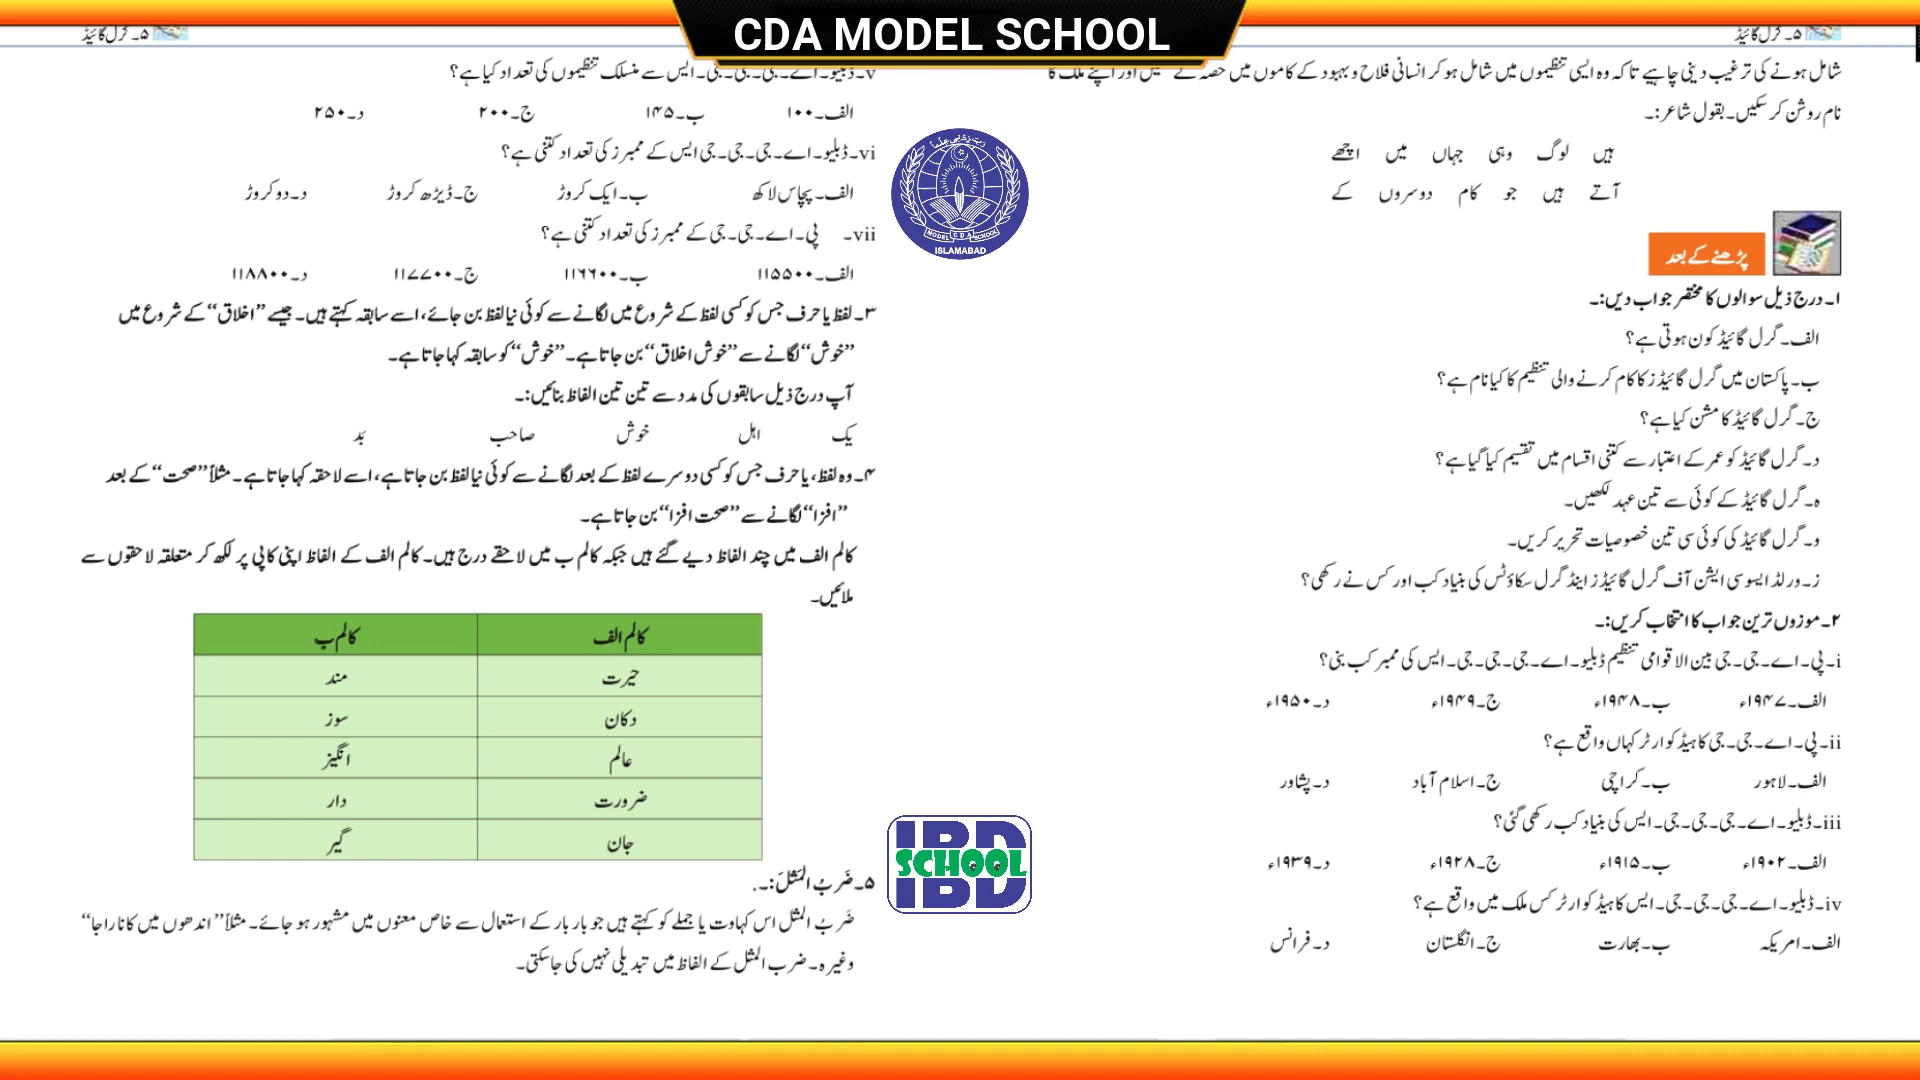 CDA MODEL SCHOOL
۵۔ گرل گائیڈ
شامل ہونے کی ترغیب دینی چاہیے تاکہ وہ ایسی تنظیموں میں شامل ہو کر انسانی فلاح و بہبود کے کاموں میں حصہ لے سکیں اور اپنے ملک کا
نام روشن کر سکیں۔ بقول شاعر:۔
ہیں لوگ وہی جہاں میں اچھے
آتے ہیں جو کام دوسروں کے
پڑھنے کے بعد
۱۔ درج ذیل سوالوں کا مختصر جواب دیں:۔
الف۔ گرل گائیڈ کون ہوتی ہے؟
ب۔ پاکستان میں گرل گائیڈز کا کام کرنے والی تنظیم کا کیا نام ہے؟
ج۔ گرل گائیڈ کا مشن کیا ہے؟
د۔ گرل گائیڈ کو عمر کے اعتبار سے کتنی اقسام میں تقسیم کیا گیا ہے؟
ہ۔ گرل گائیڈ کے کوئی سے تین عہد لکھیں۔
و۔ گرل گائیڈ کی کوئی سی تین خصوصیات تحریر کریں۔
ز۔ ورلڈ ایسوسی ایشن آف گرل گائیڈز اینڈ گرل سکاؤٹس کی بنیاد کب اور کس نے رکھی؟
۲۔ موزوں ترین جواب کا انتخاب کریں:۔
i۔ پی۔ اے۔ جی۔ جی بین الاقوامی تنظیم ڈبلیو۔ اے۔ جی۔ جی۔ جی۔ ایس کی ممبر کب بنی؟
الف۔ ۱۹۴۷ء ب۔ ۱۹۴۸ء ج۔ ۱۹۴۹ء د۔ ۱۹۵۰ء
ii۔ پی۔ اے۔ جی۔ جی کا ہیڈ کوارٹر کہاں واقع ہے؟
الف۔ لاہور ب۔ کراچی ج۔ اسلام آباد د۔ پشاور
iii۔ ڈبلیو۔ اے۔ جی۔ جی۔ جی۔ ایس کی بنیاد کب رکھی گئی؟
الف۔ ۱۹۰۲ء ب۔ ۱۹۱۵ء ج۔ ۱۹۲۸ء د۔ ۱۹۳۹ء
iv۔ ڈبلیو۔ اے۔ جی۔ جی۔ جی۔ ایس کا ہیڈ کوارٹر کس ملک میں واقع ہے؟
الف۔ امریکہ ب۔ بھارت ج۔ انگلستان د۔ فرانس
۵۔ گرل گائیڈ
v۔ ڈبلیو۔ اے۔ جی۔ جی۔ جی۔ ایس سے منسلک تنظیموں کی تعداد کیا ہے؟
الف۔ ۱۰۰ ب۔ ۱۴۵ ج۔ ۲۰۰ د۔ ۲۵۰
vi۔ ڈبلیو۔ اے۔ جی۔ جی۔ جی ایس کے ممبرز کی تعداد کتنی ہے؟
الف۔ پچاس لاکھ ب۔ ایک کروڑ ج۔ ڈیڑھ کروڑ د۔ دو کروڑ
vii۔ پی۔ اے۔ جی۔ جی کے ممبرز کی تعداد کتنی ہے؟
الف۔ ۱۱۵۵۰۰ ب۔ ۱۱۶۶۰۰ ج۔ ۱۱۷۷۰۰ د۔ ۱۱۸۸۰۰
۳۔ لفظ یا حرف جس کو کسی لفظ کے شروع میں لگانے سے کوئی نیا لفظ بن جائے، اسے سابقہ کہتے ہیں۔ جیسے "اخلاق" کے شروع میں
"خوش" لگانے سے "خوش اخلاق" بن جاتا ہے۔ "خوش" کو سابقہ کہا جاتا ہے۔
آپ درج ذیل سابقوں کی مدد سے تین تین الفاظ بنائیں:۔
یک اہل خوش صاحب بَد
۴۔ وہ لفظ، یا حرف جس کو کسی دوسرے لفظ کے بعد لگانے سے کوئی نیا لفظ بن جاتا ہے، اسے لاحقہ کہا جاتا ہے۔ مثلاً "صحت" کے بعد
"افزا" لگانے سے "صحت افزا" بن جاتا ہے۔
کالم الف میں چند الفاظ دیے گئے ہیں جبکہ کالم ب میں لاحقے درج ہیں۔ کالم الف کے الفاظ اپنی کاپی پر لکھ کر متعلقہ لاحقوں سے
ملائیں۔
کالم الف کالم ب
حیرت مند
دکان سوز
عالم انگیز
ضرورت دار
جان گیر
۵۔ ضَربُ المَثل:۔
ضَربُ المثل اس کہاوت یا جملے کو کہتے ہیں جو بار بار کے استعمال سے خاص معنوں میں مشہور ہو جائے۔ مثلاً "اندھوں میں کانا راجا"
وغیرہ۔ ضرب المثل کے الفاظ میں تبدیلی نہیں کی جا سکتی۔
MODEL CDA SCHOOL
ISLAMABAD
IBD
SCHOOL
IBD